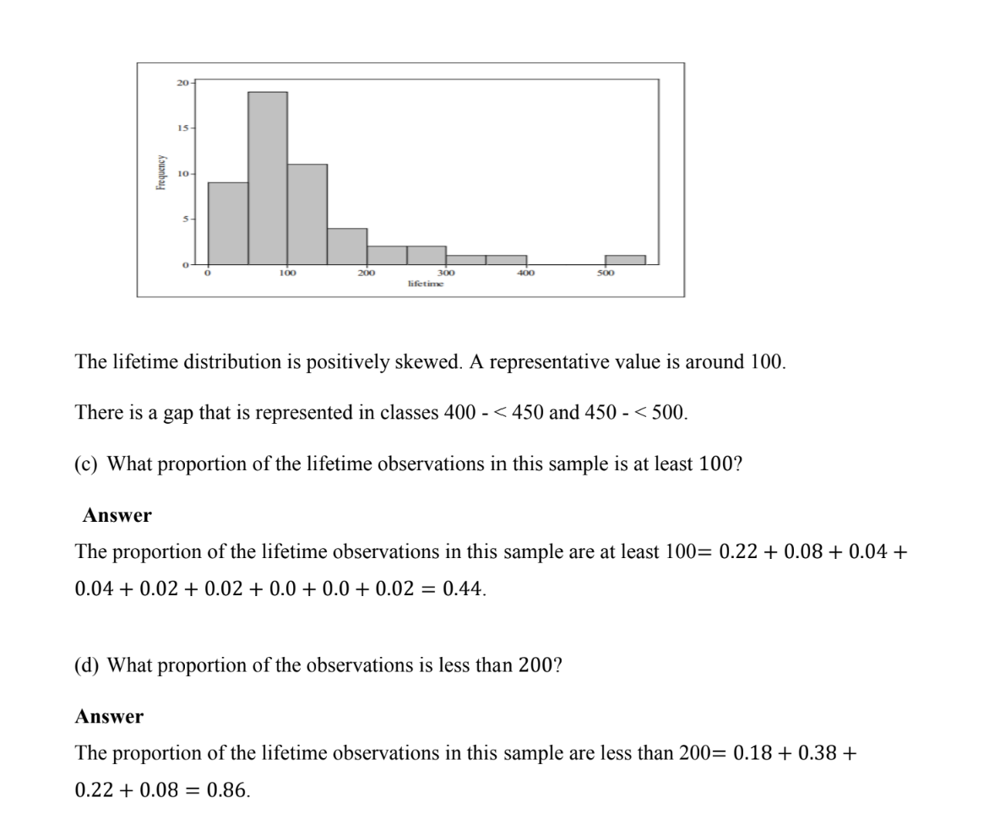 20
15
10
5
0
Frequency
0 100 200 300 400 500
lifetime
The lifetime distribution is positively skewed. A representative value is around 100.
There is a gap that is represented in classes 400 - < 450 and 450 - < 500.
(c) What proportion of the lifetime observations in this sample is at least 100?
Answer
The proportion of the lifetime observations in this sample are at least 100= 0.22 + 0.08 + 0.04 +
0.04 + 0.02 + 0.02 + 0.0 + 0.0 + 0.02 = 0.44.
(d) What proportion of the observations is less than 200?
Answer
The proportion of the lifetime observations in this sample are less than 200= 0.18 + 0.38 +
0.22 + 0.08 = 0.86.